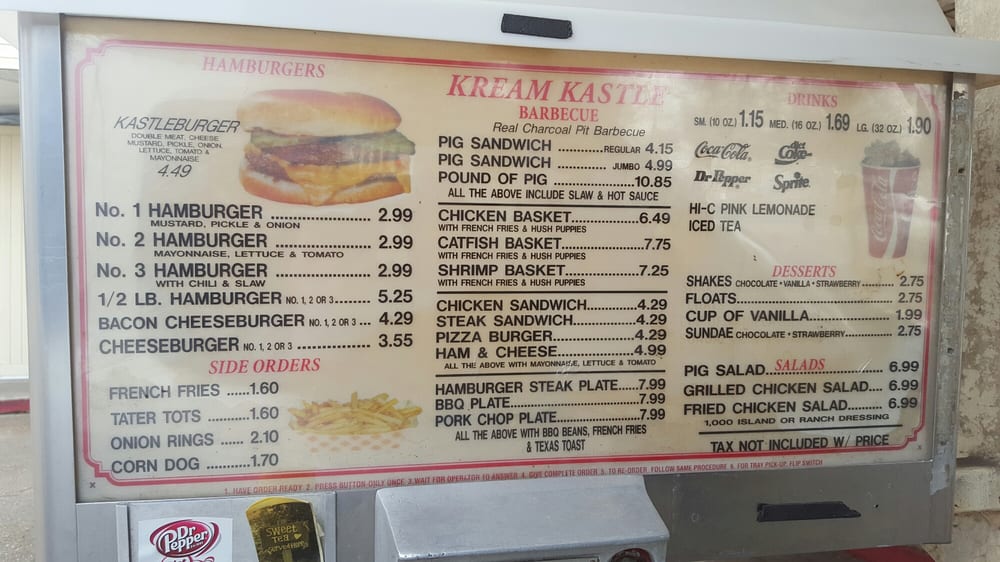 HAMBURGERS
KASTLEBURGER
DOUBLE MEAT, CHEESE
MUSTARD, PICKLE, ONION,
LETTUCE, TOMATO &
MAYONNAISE
4.49
No. 1 HAMBURGER .................... 2.99
MUSTARD, PICKLE & ONION
No. 2 HAMBURGER .................... 2.99
MAYONNAISE, LETTUCE & TOMATO
No. 3 HAMBURGER .................... 2.99
WITH CHILI & SLAW
1/2 LB. HAMBURGER NO. 1, 2 OR 3........ 5.25
BACON CHEESEBURGER NO. 1, 2 OR 3 ... 4.29
CHEESEBURGER NO. 1, 2 OR 3 ............... 3.55
SIDE ORDERS
FRENCH FRIES ......1.60
TATER TOTS .......1.60
ONION RINGS ...... 2.10
CORN DOG ..........1.70
KREAM KASTLE
BARBECUE
Real Charcoal Pit Barbecue
PIG SANDWICH ............REGULAR 4.15
PIG SANDWICH ............. JUMBO 4.99
POUND OF PIG ......................10.85
ALL THE ABOVE INCLUDE SLAW & HOT SAUCE
CHICKEN BASKET..................6.49
WITH FRENCH FRIES & HUSH PUPPIES
CATFISH BASKET...................7.75
WITH FRENCH FRIES & HUSH PUPPIES
SHRIMP BASKET...................7.25
WITH FRENCH FRIES & HUSH PUPPIES
CHICKEN SANDWICH...........4.29
STEAK SANDWICH..............4.29
PIZZA BURGER....................4.29
HAM & CHEESE....................4.99
ALL THE ABOVE WITH MAYONNAISE, LETTUCE & TOMATO
HAMBURGER STEAK PLATE.....7.99
BBQ PLATE...........................7.99
PORK CHOP PLATE................7.99
ALL THE ABOVE WITH BBQ BEANS, FRENCH FRIES
& TEXAS TOAST
DRINKS
SM. (10 OZ.) 1.15 MED. (16 OZ.) 1.69 LG. (32 OZ.) 1.90
Coca-Cola
diet Coke
Dr Pepper
Sprite
Coca-Cola
HI-C PINK LEMONADE
ICED TEA
DESSERTS
SHAKES CHOCOLATE • VANILLA • STRAWBERRY .......... 2.75
FLOATS...................................... 2.75
CUP OF VANILLA.......................1.99
SUNDAE CHOCOLATE • STRAWBERRY.............. 2.75
SALADS
PIG SALAD............................ 6.99
GRILLED CHICKEN SALAD.... 6.99
FRIED CHICKEN SALAD......... 6.99
1,000 ISLAND OR RANCH DRESSING
TAX NOT INCLUDED W/ PRICE
1. HAVE ORDER READY 2. PRESS BUTTON ONLY ONCE 3. WAIT FOR OPERATOR TO ANSWER 4. GIVE COMPLETE ORDER 5. TO RE-ORDER, FOLLOW SAME PROCEDURE 6. FOR TRAY PICK-UP, FLIP SWITCH
Dr Pepper
Sweet
Tea
Served Here